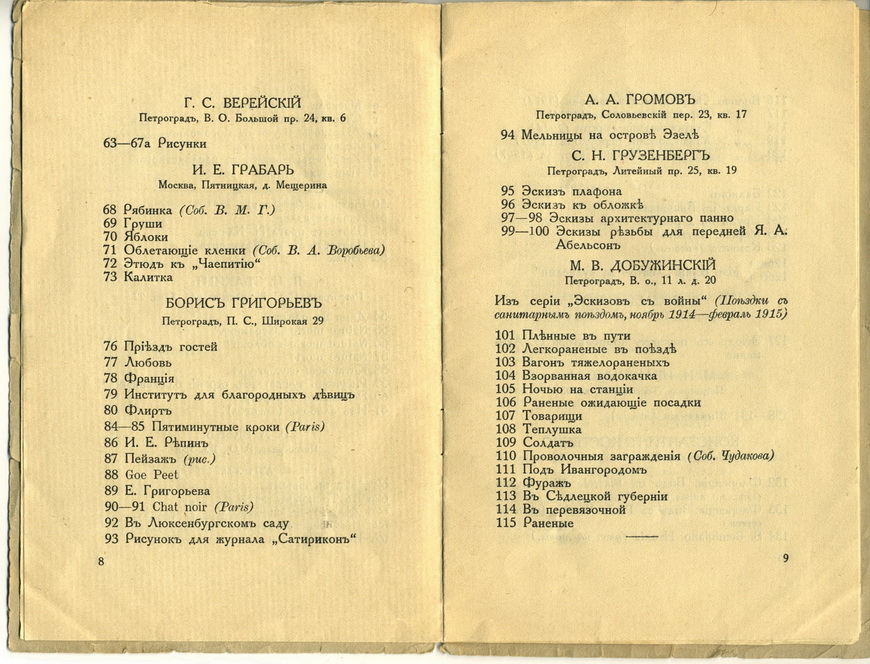 Г. С. ВЕРЕЙСКІЙ
Петроградъ, В. О. Большой пр. 24, кв. 6
63—67а Рисунки
И. Е. ГРАБАРЬ
Москва, Пятницкая, д. Мещерина
68 Рябинка (Соб. В. М. Г.)
69 Груши
70 Яблоки
71 Облетающіе кленки (Соб. В. А. Воробьева)
72 Этюдъ къ „Чаепитію“
73 Калитка
БОРИСЪ ГРИГОРЬЕВЪ
Петроградъ, П. С., Широкая 29
76 Пріѣздъ гостей
77 Любовь
78 Франція
79 Институтъ для благородныхъ дѣвицъ
80 Флиртъ
84—85 Пятиминутные кроки (Paris)
86 И. Е. Рѣпинъ
87 Пейзажъ (рис.)
88 Goe Peet
89 Е. Григорьева
90—91 Chat noir (Paris)
92 Въ Люксенбургскомъ саду
93 Рисунокъ для журнала „Сатириконъ“
8
А. А. ГРОМОВЪ
Петроградъ, Соловьевскій пер. 23, кв. 17
94 Мельницы на островѣ Эзелѣ
С. Н. ГРУЗЕНБЕРГЪ
Петроградъ, Литейный пр. 25, кв. 19
95 Эскизъ плафона
96 Эскизъ къ обложкѣ
97—98 Эскизы архитектурнаго панно
99—100 Эскизы рѣзьбы для передней Я. А.
Абельсонъ
М. В. ДОБУЖИНСКІЙ
Петроградъ, В. о., 11 л. д. 20
Изъ серіи „Эскизовъ съ войны“ (Поѣздки съ
санитарнымъ поѣздомъ, ноябрь 1914—февраль 1915)
101 Плѣнные въ пути
102 Легкораненые въ поѣздѣ
103 Вагонъ тяжелораненыхъ
104 Взорванная водокачка
105 Ночью на станціи
106 Раненые ожидающіе посадки
107 Товарищи
108 Теплушка
109 Солдатъ
110 Проволочныя загражденія (Соб. Чудакова)
111 Подъ Ивангородомъ
112 Фуражъ
113 Въ Сѣдлецкой губерніи
114 Въ перевязочной
115 Раненые
9